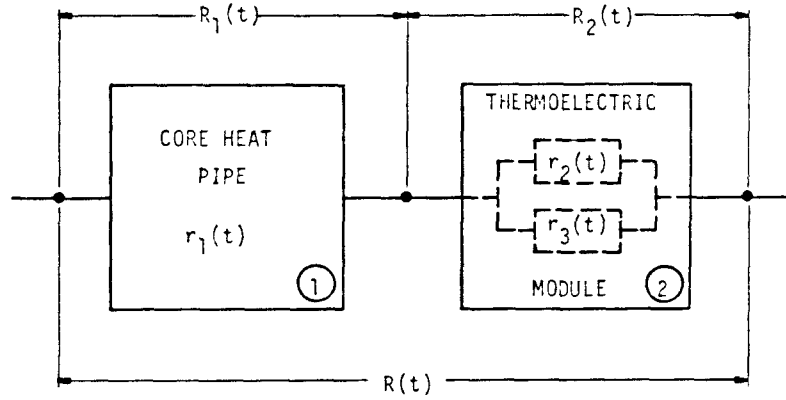 R₁(t)
R₂(t)
CORE HEAT
PIPE
r₁(t)
1
THERMOELECTRIC
r₂(t)
r₃(t)
MODULE
2
R(t)